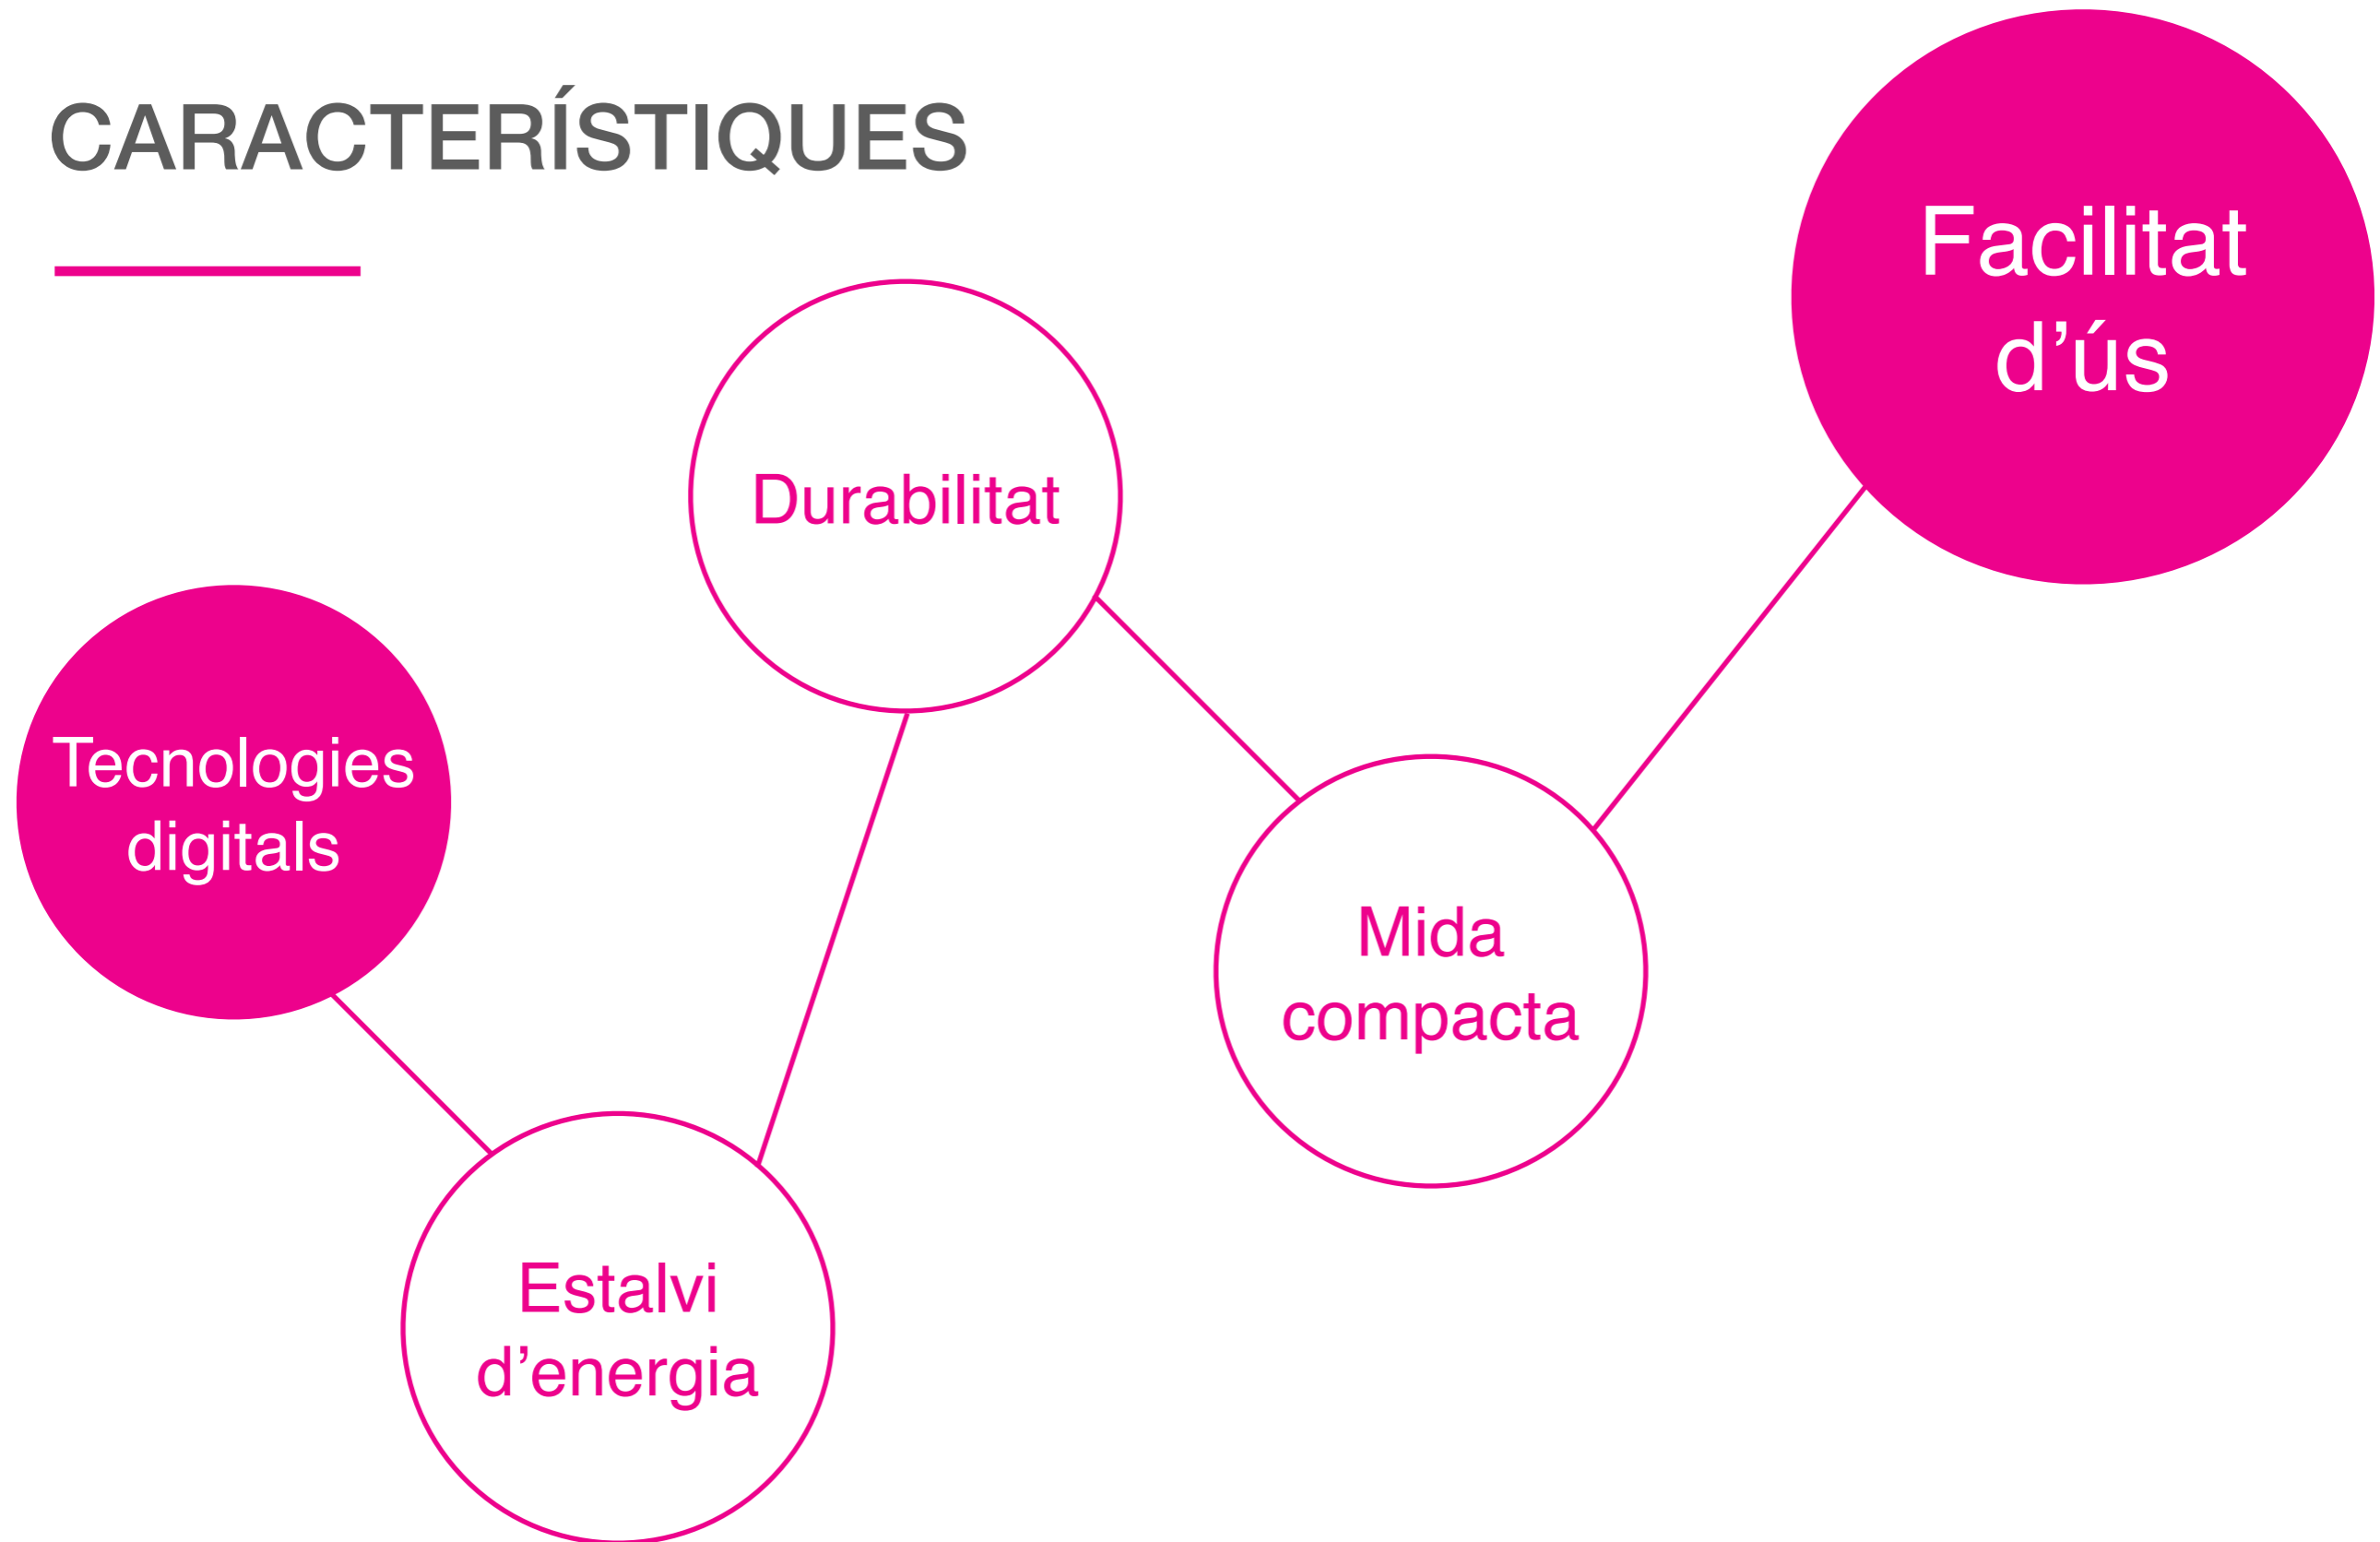 CARACTERÍSTIQUES
Facilitat
d’ús
Durabilitat
Tecnologies
digitals
Mida
compacta
Estalvi
d’energia